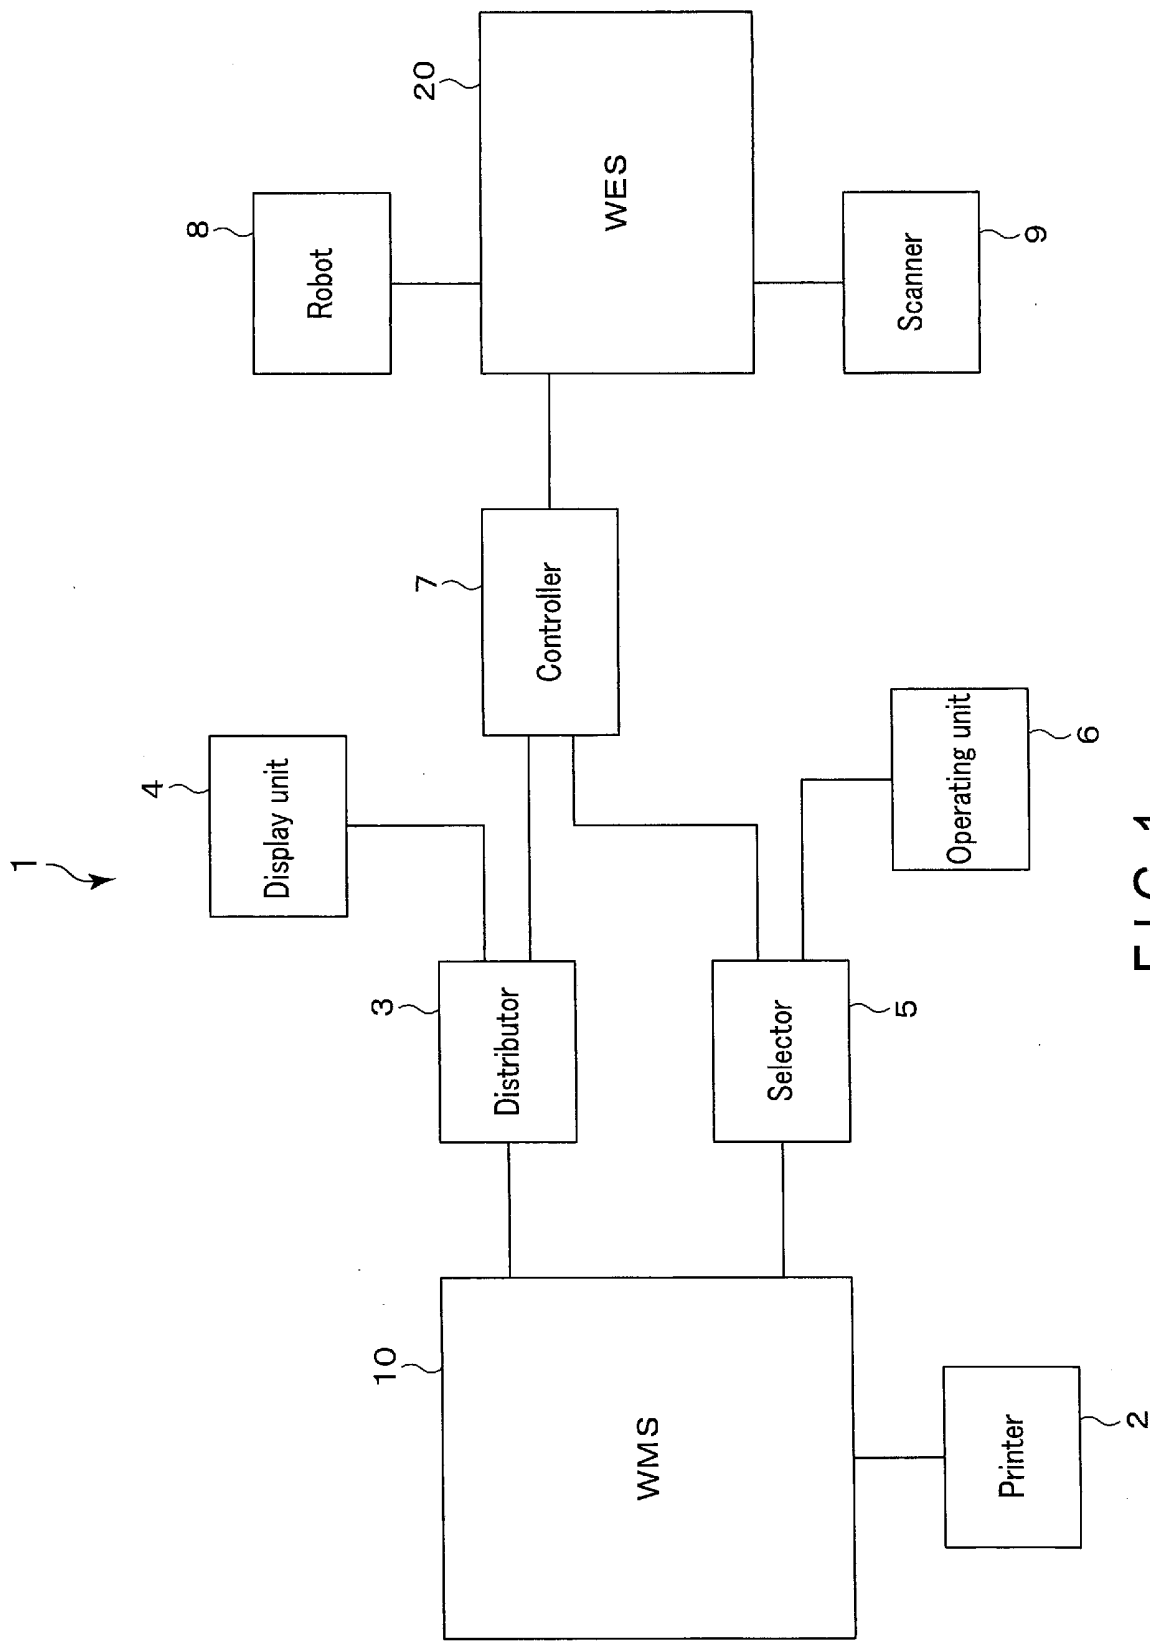 1
WMS
10
Printer
2
Distributor
3
Display unit
4
Selector
5
Operating unit
6
Controller
7
WES
20
Robot
8
Scanner
9